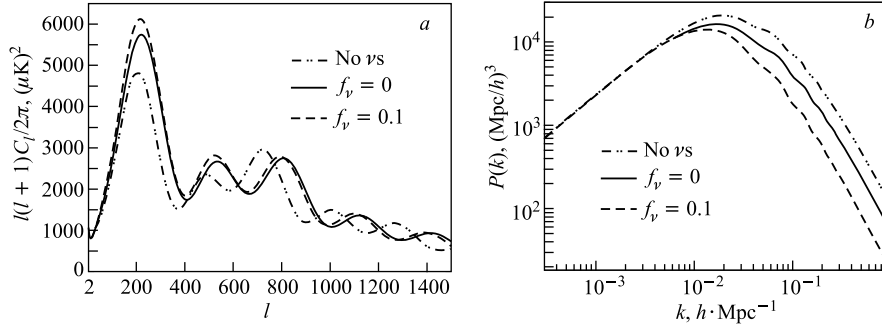 a
l(l + 1)C_l/2π, (μK)^2
6000
5000
4000
3000
2000
1000
0
No νs
f_ν = 0
f_ν = 0.1
2 200 400 600 800 1000 1200 1400
l
b
P(k), (Mpc/h)^3
10^4
10^3
10^2
No νs
f_ν = 0
f_ν = 0.1
10^−3 10^−2 10^−1 10^0
k, h · Mpc^−1